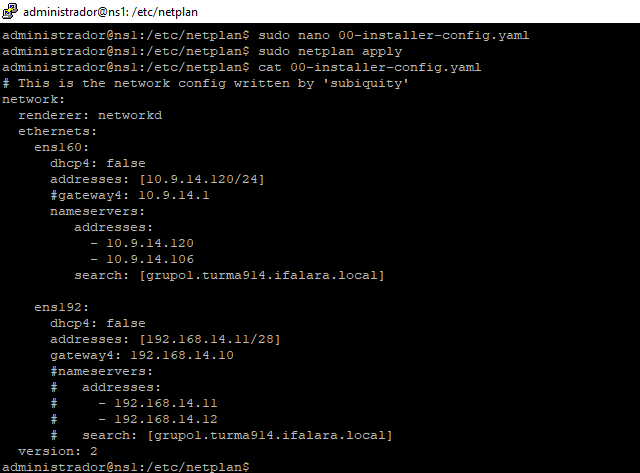 administrador@ns1: /etc/netplan
administrador@ns1:/etc/netplan$ sudo nano 00-installer-config.yaml
administrador@ns1:/etc/netplan$ sudo netplan apply
administrador@ns1:/etc/netplan$ cat 00-installer-config.yaml
# This is the network config written by 'subiquity'
network:
  renderer: networkd
  ethernets:
    ens160:
      dhcp4: false
      addresses: [10.9.14.120/24]
      #gateway4: 10.9.14.1
      nameservers:
         addresses:
           - 10.9.14.120
           - 10.9.14.106
         search: [grupo1.turma914.ifalara.local]

    ens192:
      dhcp4: false
      addresses: [192.168.14.11/28]
      gateway4: 192.168.14.10
      #nameservers:
      #   addresses:
      #     - 192.168.14.11
      #     - 192.168.14.12
      #   search: [grupo1.turma914.ifalara.local]
  version: 2
administrador@ns1:/etc/netplan$